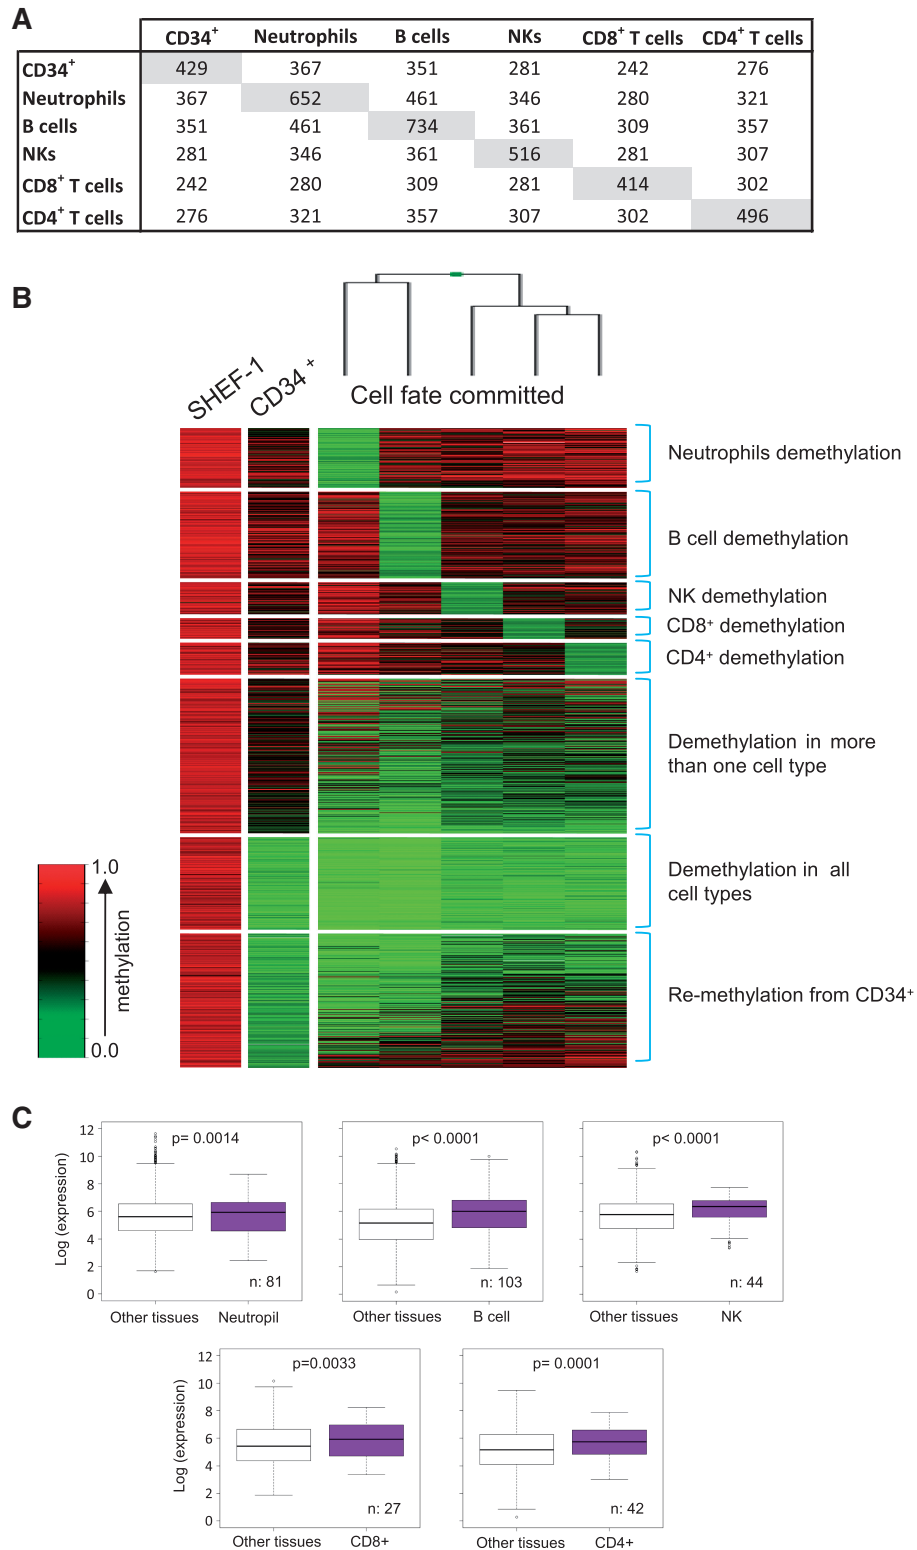 A
CD34+ Neutrophils B cells NKs CD8+ T cells CD4+ T cells
CD34+ 429 367 351 281 242 276
Neutrophils 367 652 461 346 280 321
B cells 351 461 734 361 309 357
NKs 281 346 361 516 281 307
CD8+ T cells 242 280 309 281 414 302
CD4+ T cells 276 321 357 307 302 496
B
SHEF-1
CD34+
Cell fate committed
Neutrophils demethylation
B cell demethylation
NK demethylation
CD8+ demethylation
CD4+ demethylation
Demethylation in more
than one cell type
Demethylation in all
cell types
Re-methylation from CD34+
1.0
methylation
0.0
C
Log (expression)
12
10
8
6
4
2
0
p= 0.0014
n: 81
Other tissues Neutropil
p< 0.0001
n: 103
Other tissues B cell
p< 0.0001
n: 44
Other tissues NK
Log (expression)
12
10
8
6
4
2
0
p=0.0033
n: 27
Other tissues CD8+
p= 0.0001
n: 42
Other tissues CD4+